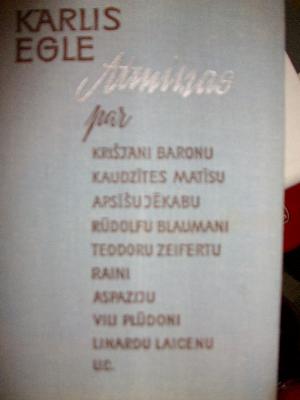 KĀRLIS
EGLE
Atmiņas
par
KRIŠJĀNI BARONU
KAUDZĪTES MATĪSU
APSĪŠU JĒKABU
RŪDOLFU BLAUMANI
TEODORU ZEIFERTU
RAINI
ASPAZIJU
VILI PLŪDONI
LINARDU LAICENU
U.C.